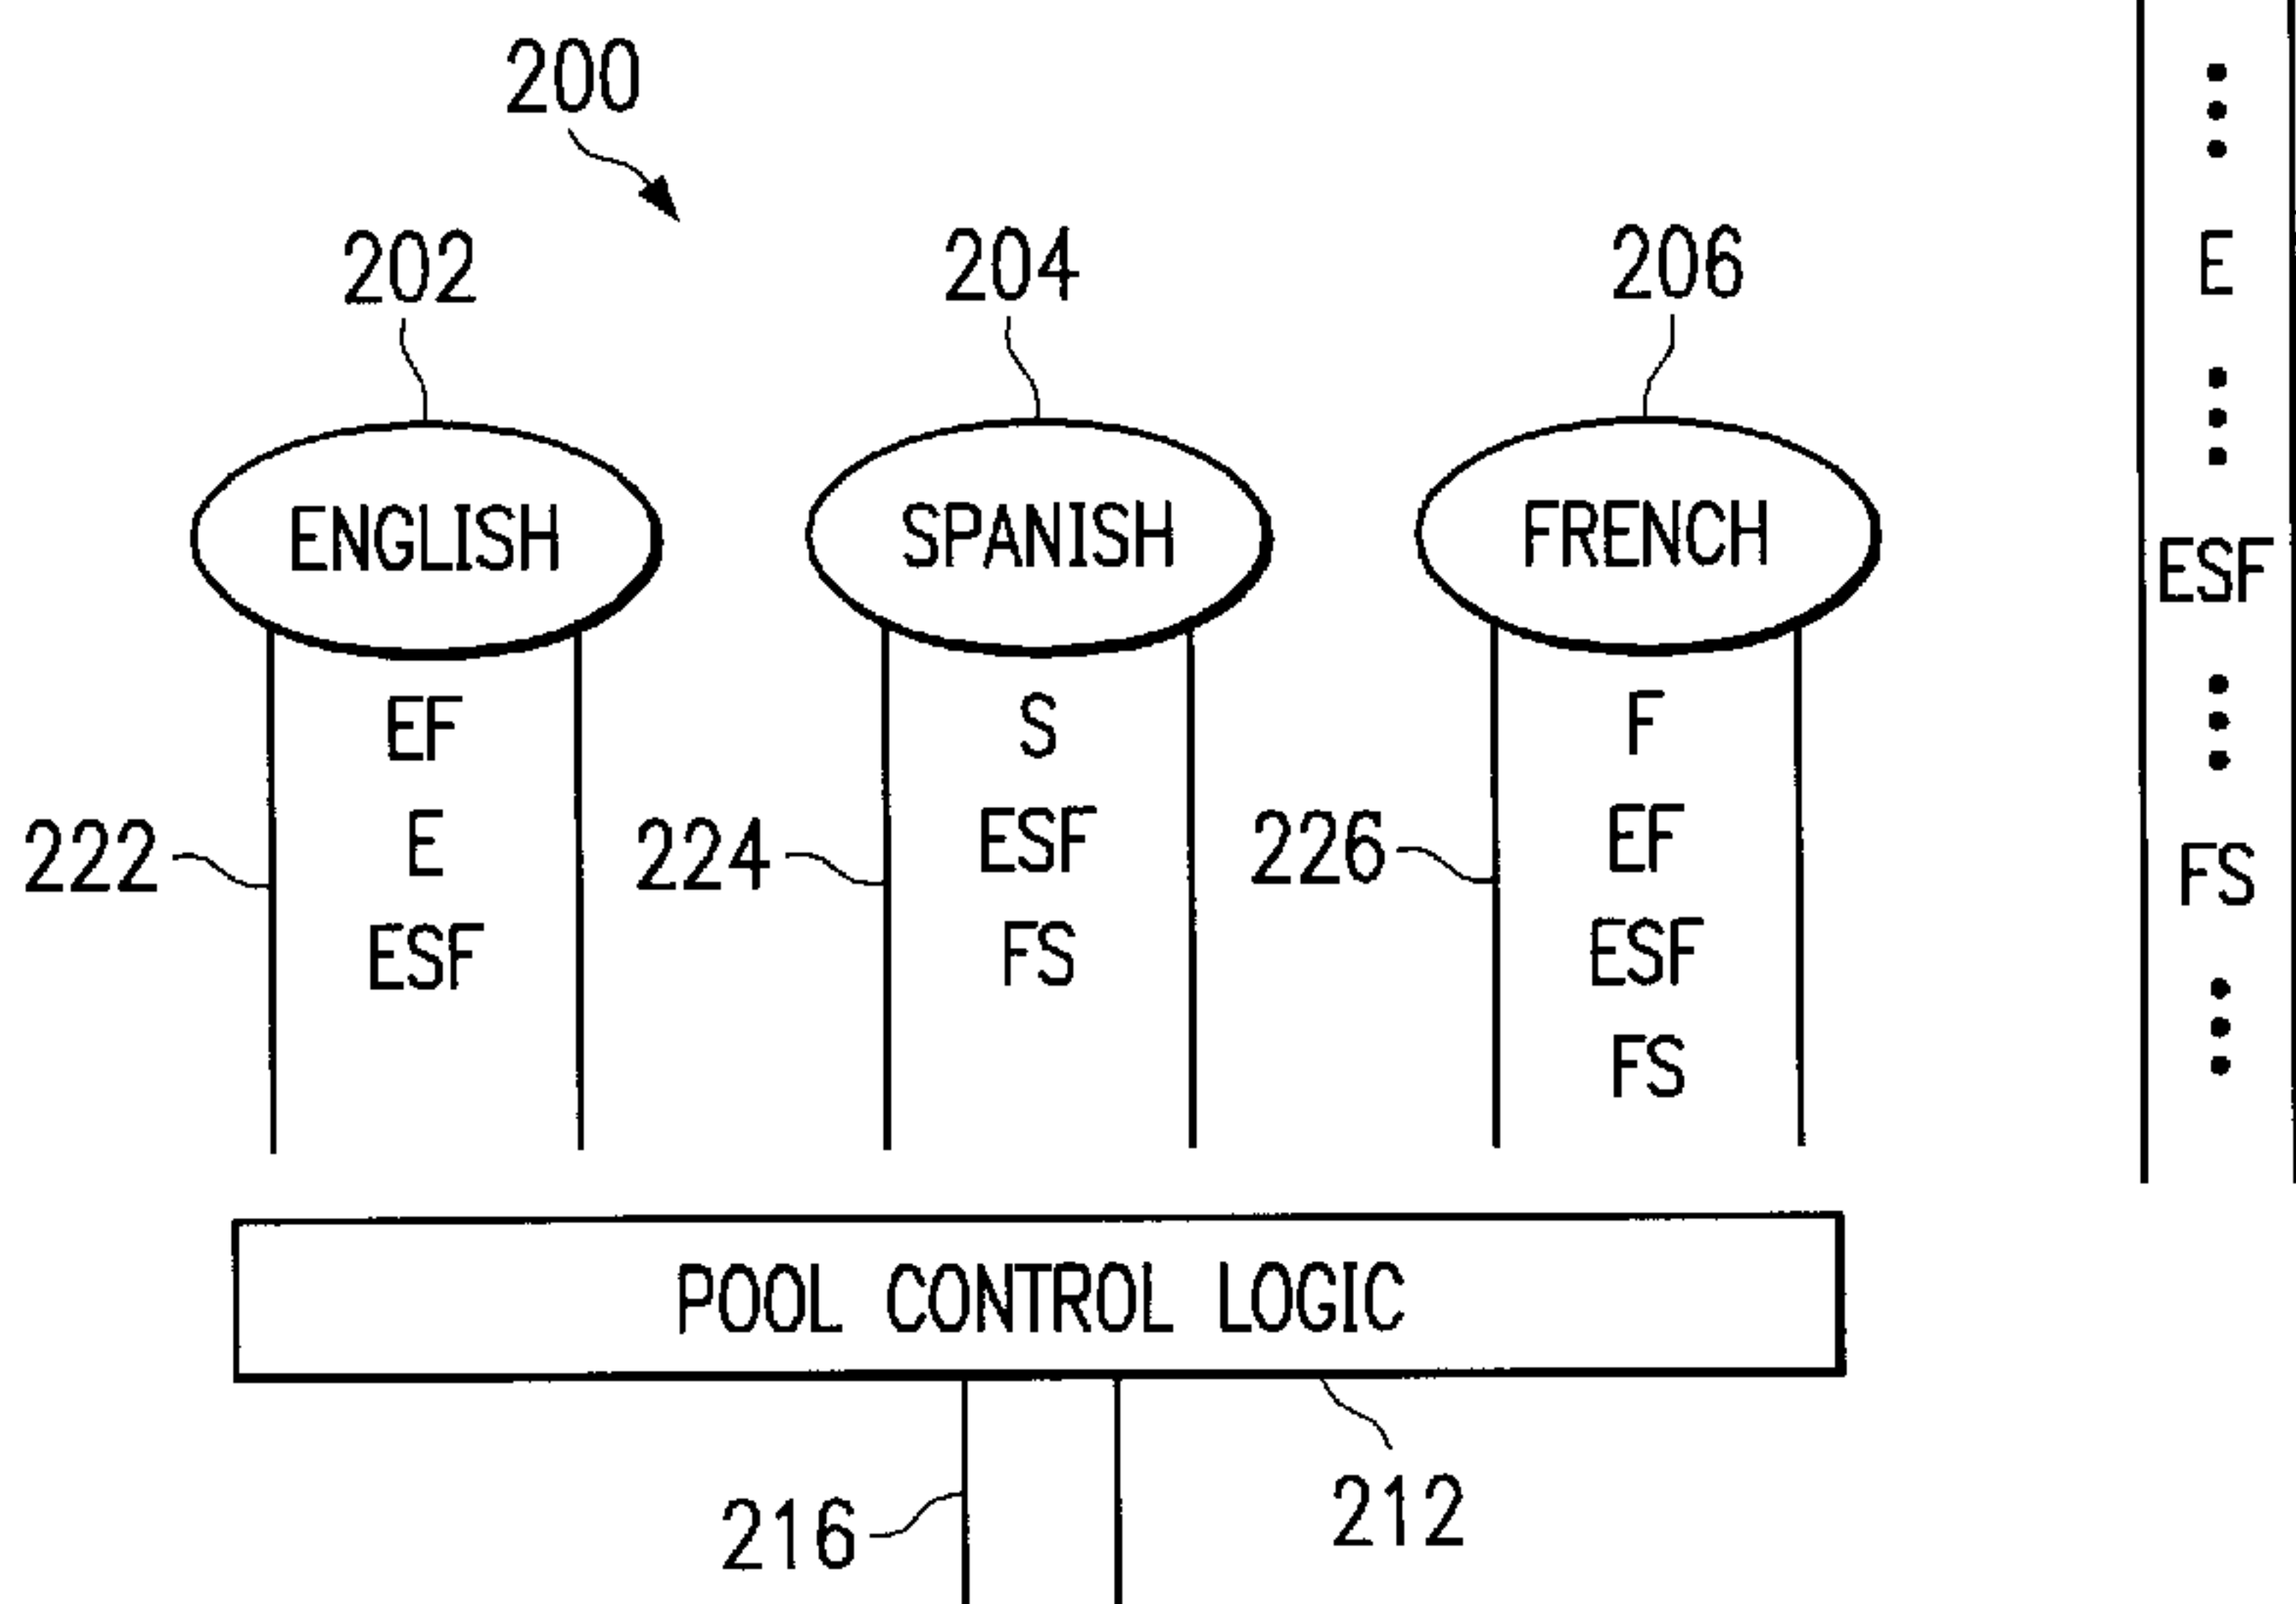 200
202
204
206
ENGLISH
SPANISH
FRENCH
222
EF
E
ESF
224
S
ESF
FS
226
F
EF
ESF
FS
POOL CONTROL LOGIC
216
212
E
ESF
FS